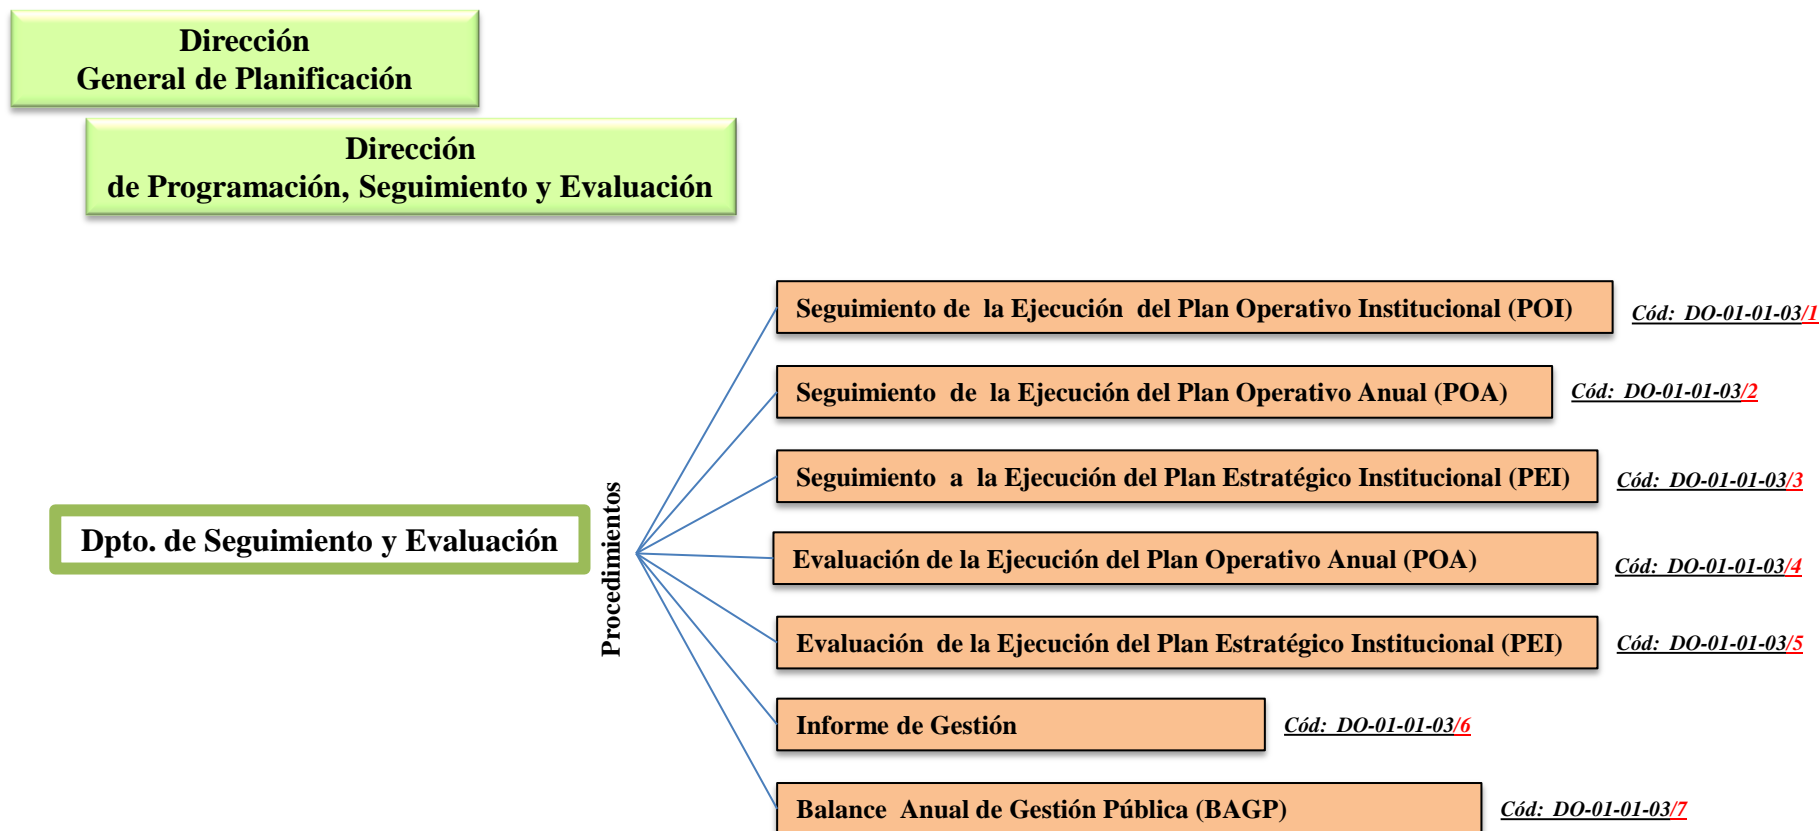 Dirección
General de Planificación
Dirección
de Programación, Seguimiento y Evaluación
Dpto. de Seguimiento y Evaluación
Procedimientos
Seguimiento de la Ejecución del Plan Operativo Institucional (POI)
Cód: DO-01-01-03/1
Seguimiento de la Ejecución del Plan Operativo Anual (POA)
Cód: DO-01-01-03/2
Seguimiento a la Ejecución del Plan Estratégico Institucional (PEI)
Cód: DO-01-01-03/3
Evaluación de la Ejecución del Plan Operativo Anual (POA)
Cód: DO-01-01-03/4
Evaluación de la Ejecución del Plan Estratégico Institucional (PEI)
Cód: DO-01-01-03/5
Informe de Gestión
Cód: DO-01-01-03/6
Balance Anual de Gestión Pública (BAGP)
Cód: DO-01-01-03/7